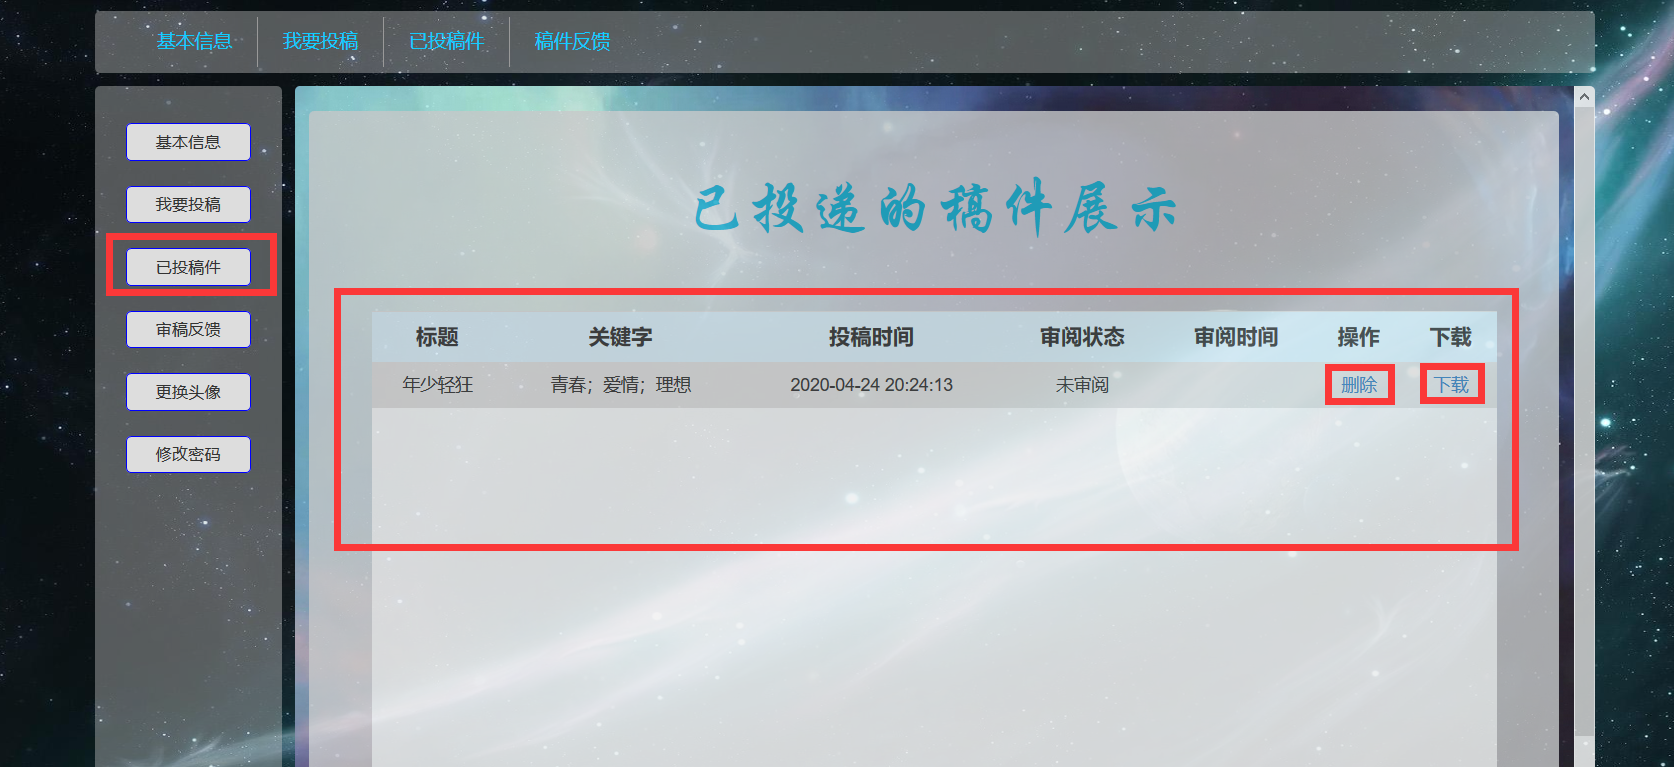 基本信息 我要投稿 已投稿件 稿件反馈
基本信息
我要投稿
已投稿件
审稿反馈
更换头像
修改密码
已投递的稿件展示
标题 关键字 投稿时间 审阅状态 审阅时间 操作 下载
年少轻狂 青春；爱情；理想 2020-04-24 20:24:13 未审阅 删除 下载